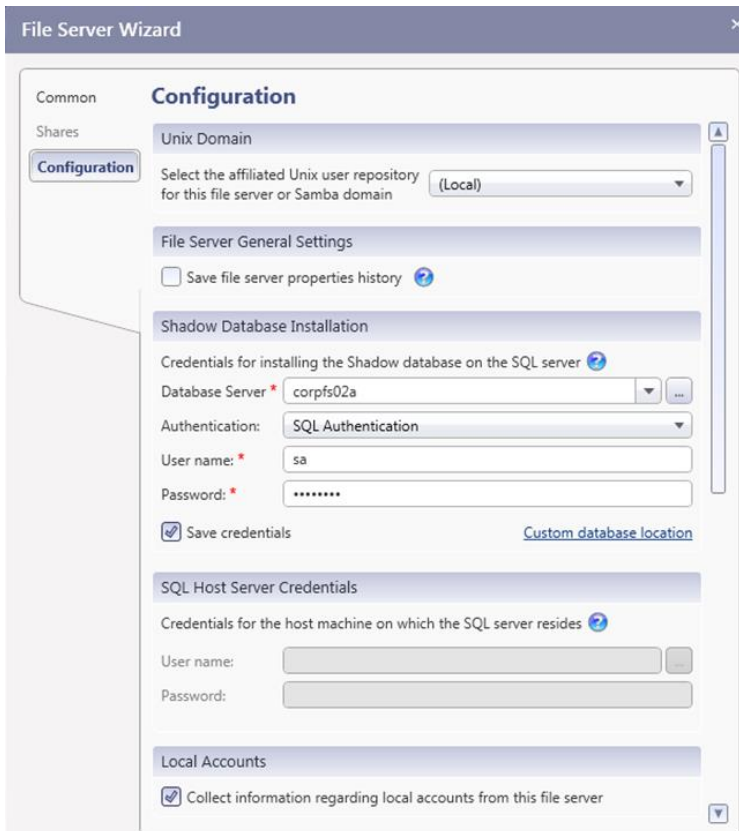 File Server Wizard
Common
Shares
Configuration
Configuration
Unix Domain
Select the affiliated Unix user repository
for this file server or Samba domain
(Local)
File Server General Settings
Save file server properties history
Shadow Database Installation
Credentials for installing the Shadow database on the SQL server
Database Server * corpfs02a ...
Authentication: SQL Authentication
User name: * sa
Password: * ••••••••
Save credentials Custom database location
SQL Host Server Credentials
Credentials for the host machine on which the SQL server resides
User name: ...
Password:
Local Accounts
Collect information regarding local accounts from this file server